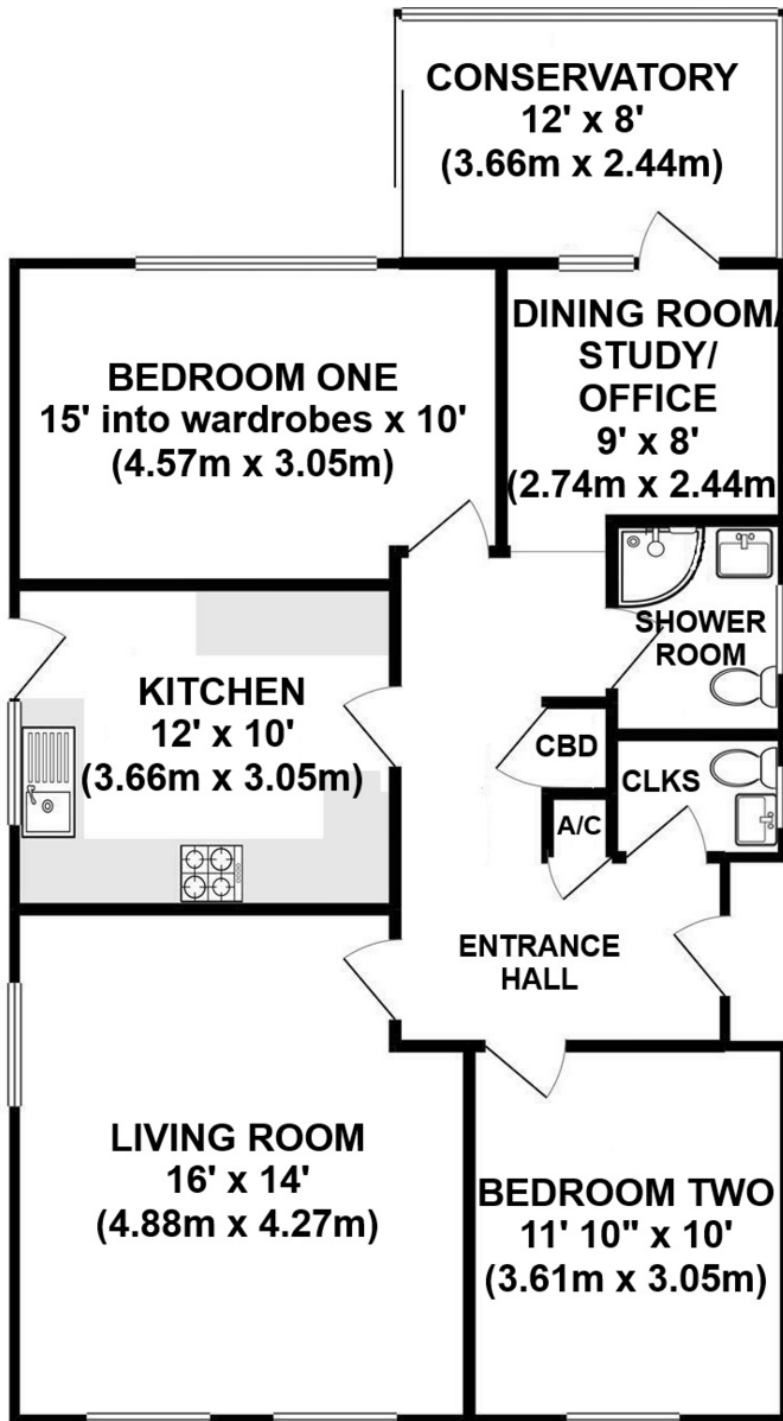 CONSERVATORY
12' x 8'
(3.66m x 2.44m)
BEDROOM ONE
15' into wardrobes x 10'
(4.57m x 3.05m)
DINING ROOM/
STUDY/
OFFICE
9' x 8'
(2.74m x 2.44m
SHOWER
ROOM
KITCHEN
12' x 10'
(3.66m x 3.05m)
CBD
CLKS
A/C
ENTRANCE
HALL
LIVING ROOM
16' x 14'
(4.88m x 4.27m)
BEDROOM TWO
11' 10" x 10'
(3.61m x 3.05m)